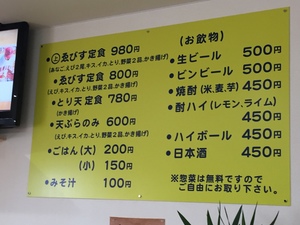 ・㊤ゑびす定食 980円
(あなご、えび2尾、キス、イカ、とり、野菜2品、かき揚げ)
・ゑびす定食 800円
(えび、キス、イカ、とり、野菜2品、かき揚げ)
・とり天定食 780円
(かき揚げ)
・天ぷらのみ 600円
(えび、キス、イカ、とり、野菜2品、かき揚げ)
・ごはん(大) 200円
(小) 150円
・みそ汁 100円
(お飲物)
・生ビール 500円
・ビンビール 500円
・焼酎(米、麦、芋) 450円
・酎ハイ(レモン、ライム)
450円
・ハイボール 450円
・日本酒 450円
※惣菜は無料ですので
ご自由にお取り下さい。